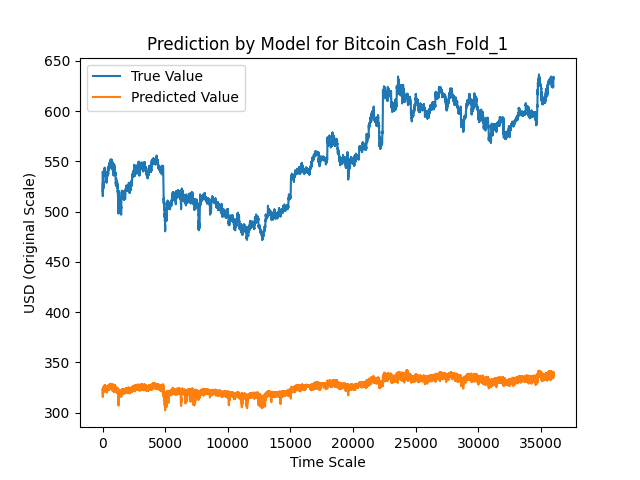 Prediction by Model for Bitcoin Cash_Fold_1
True Value
Predicted Value
USD (Original Scale)
650
600
550
500
450
400
350
300
0 5000 10000 15000 20000 25000 30000 35000
Time Scale